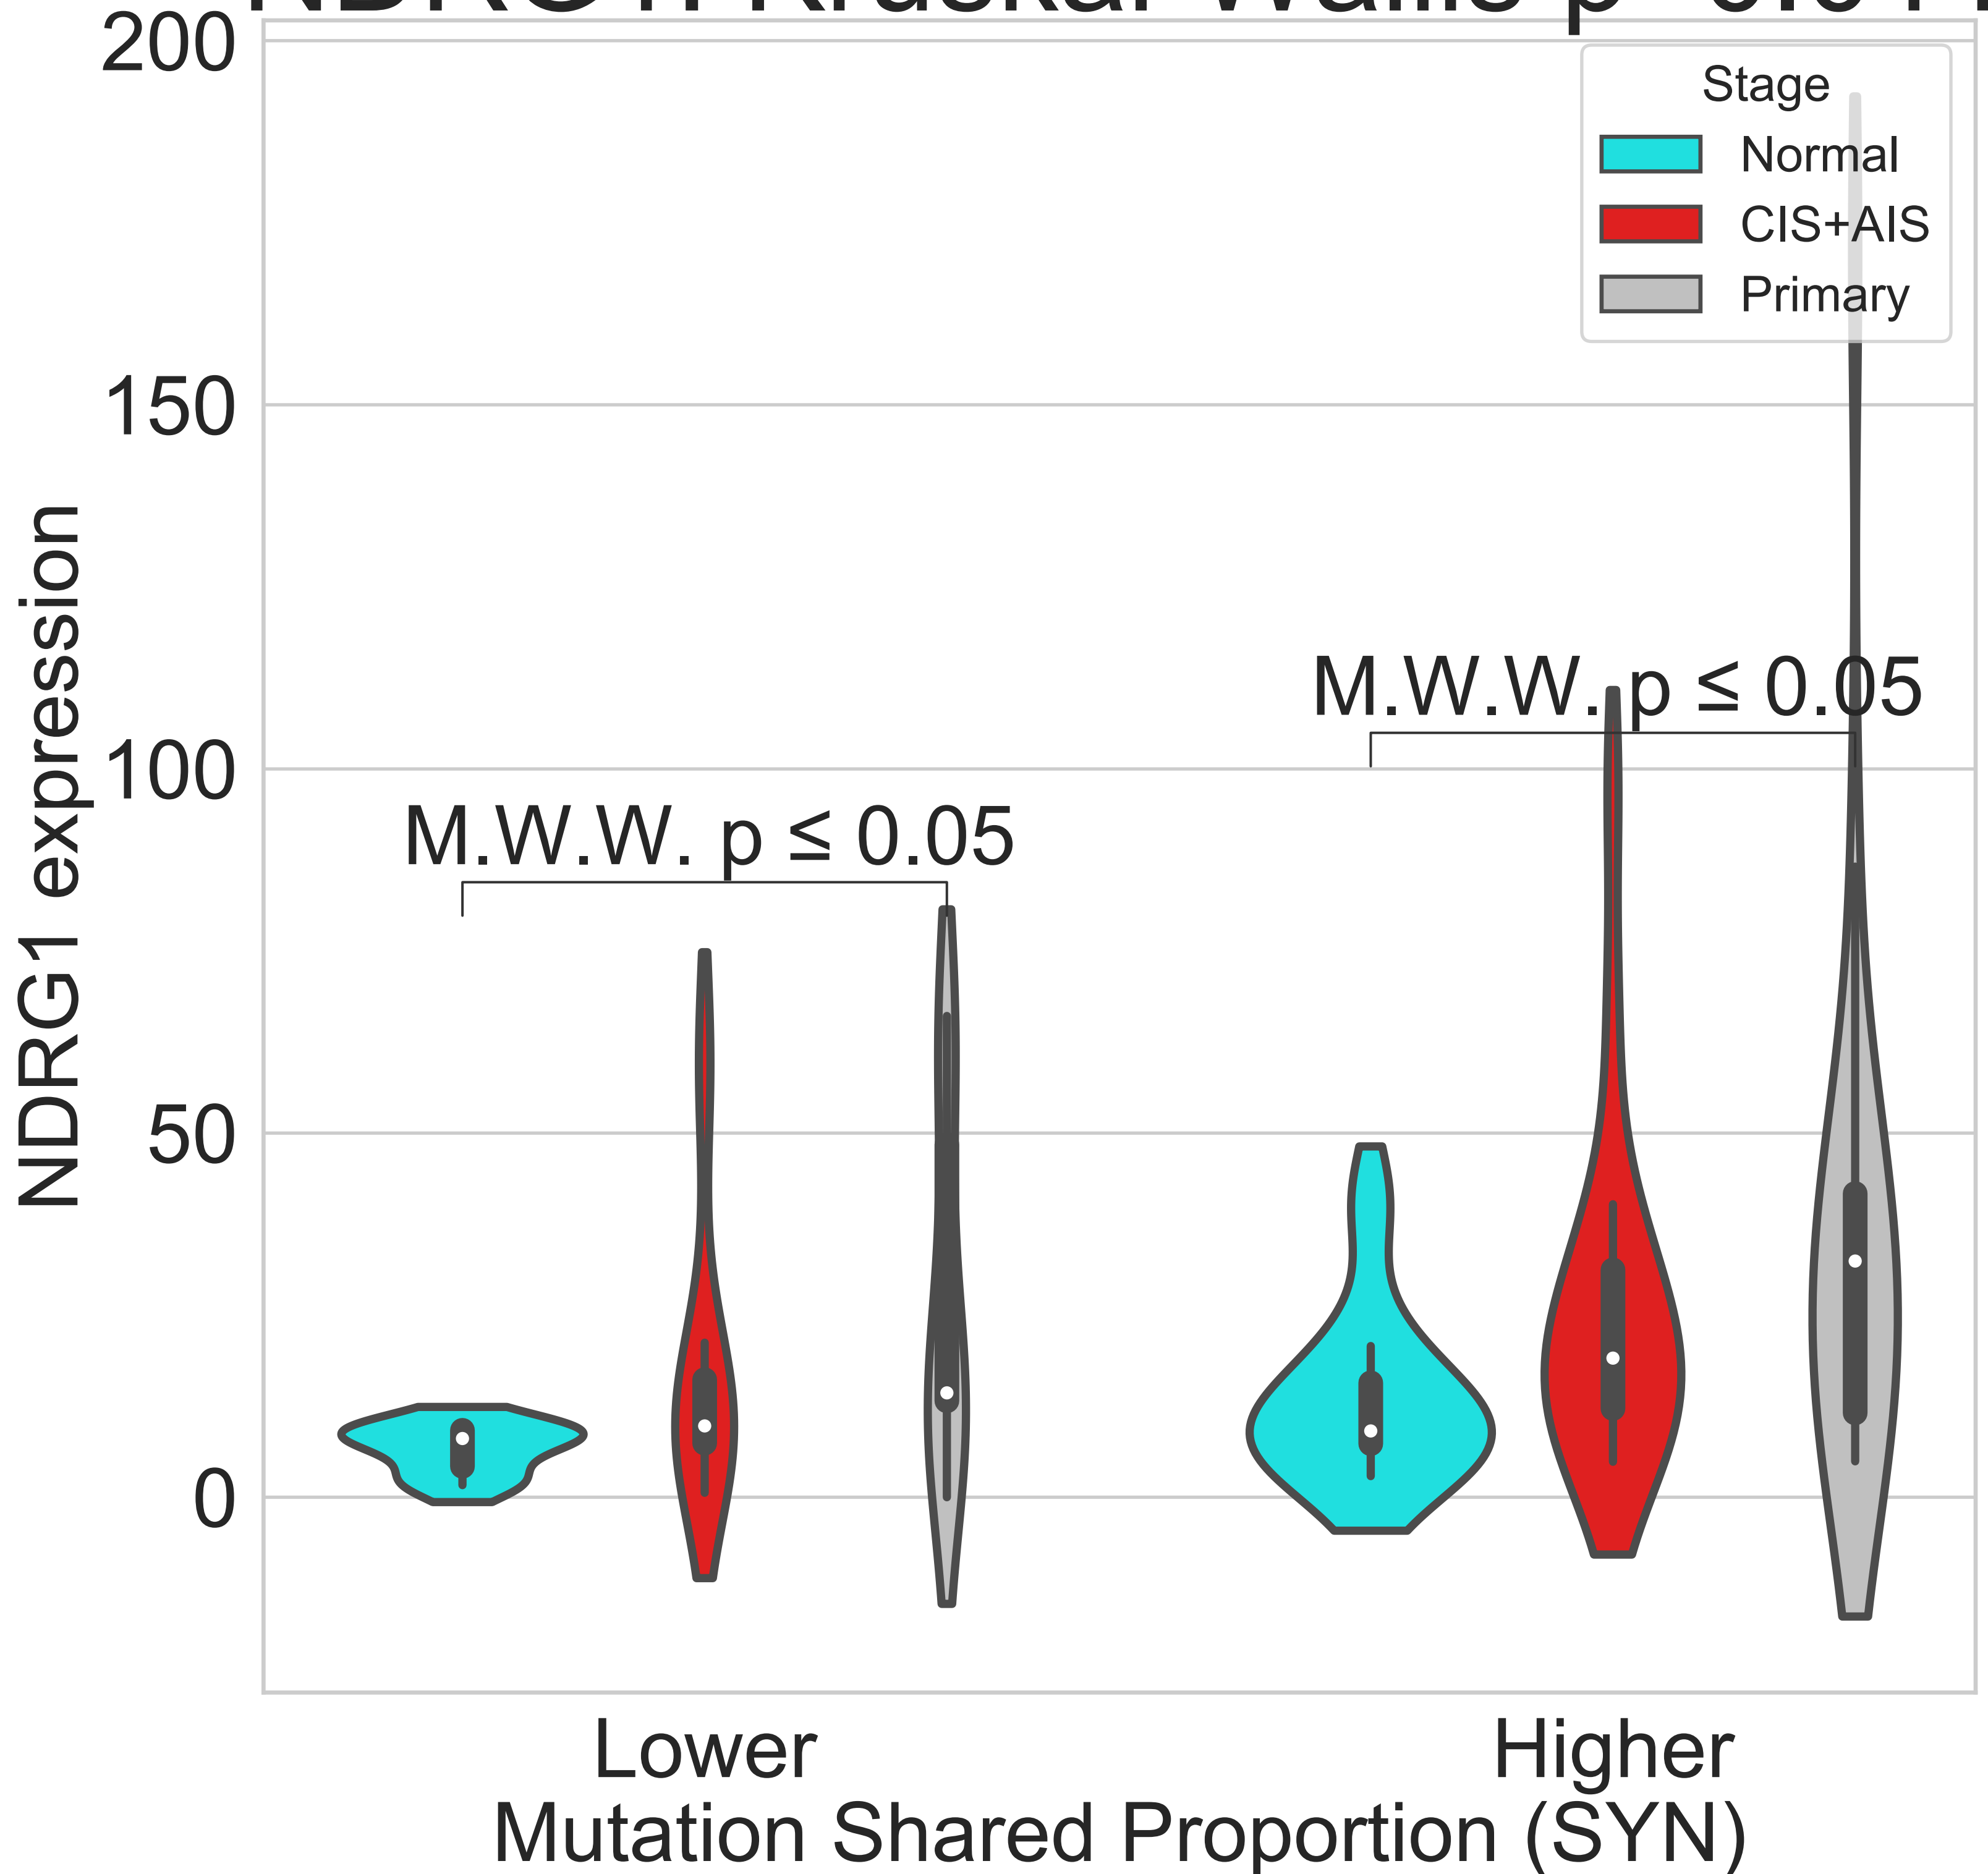 200
150
100
50
0
NDRG1 expression
Stage
Normal
CIS+AIS
Primary
M.W.W. p ≤ 0.05
M.W.W. p ≤ 0.05
Lower
Higher
Mutation Shared Proportion (SYN)